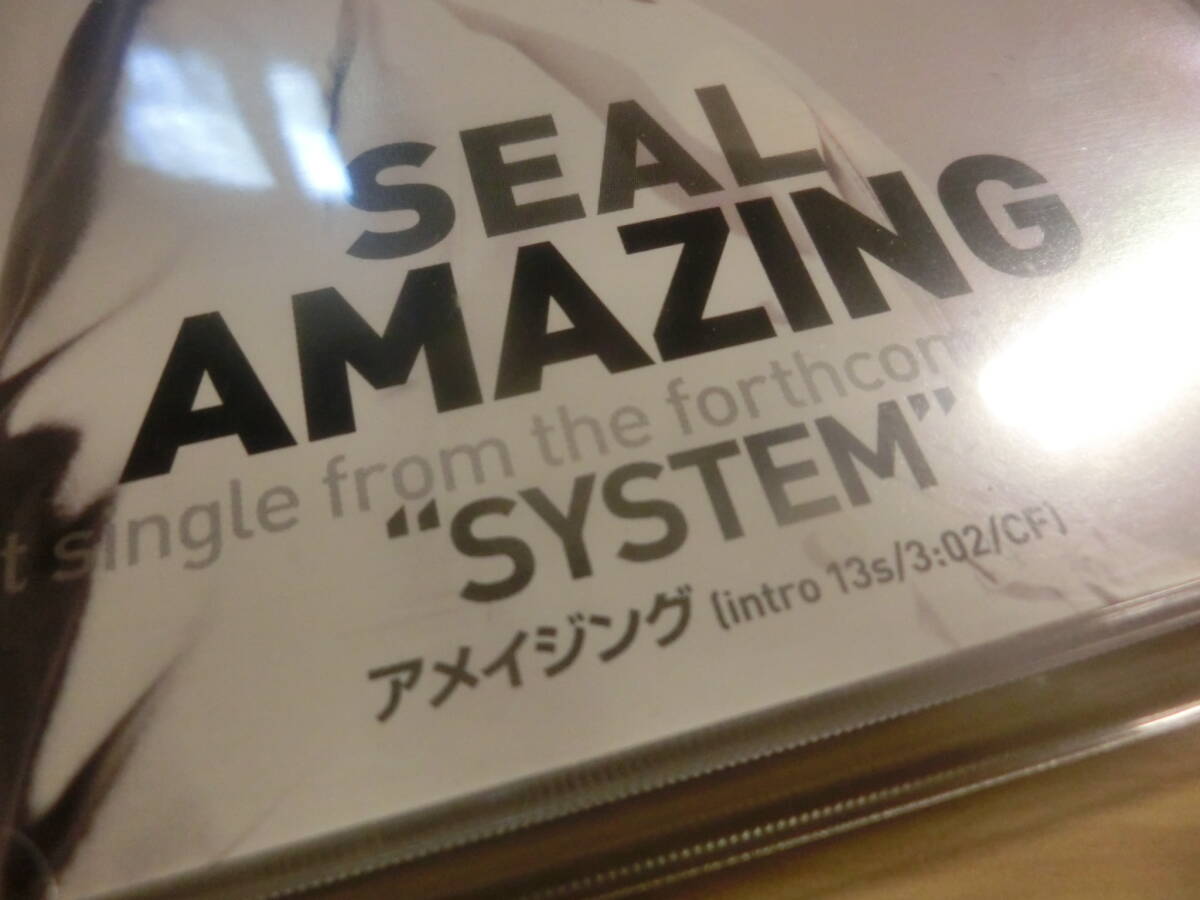 SEAL
AMAZING
t single from the forthcom
“SYSTEM”
アメイジング (intro 13s/3:02/CF)